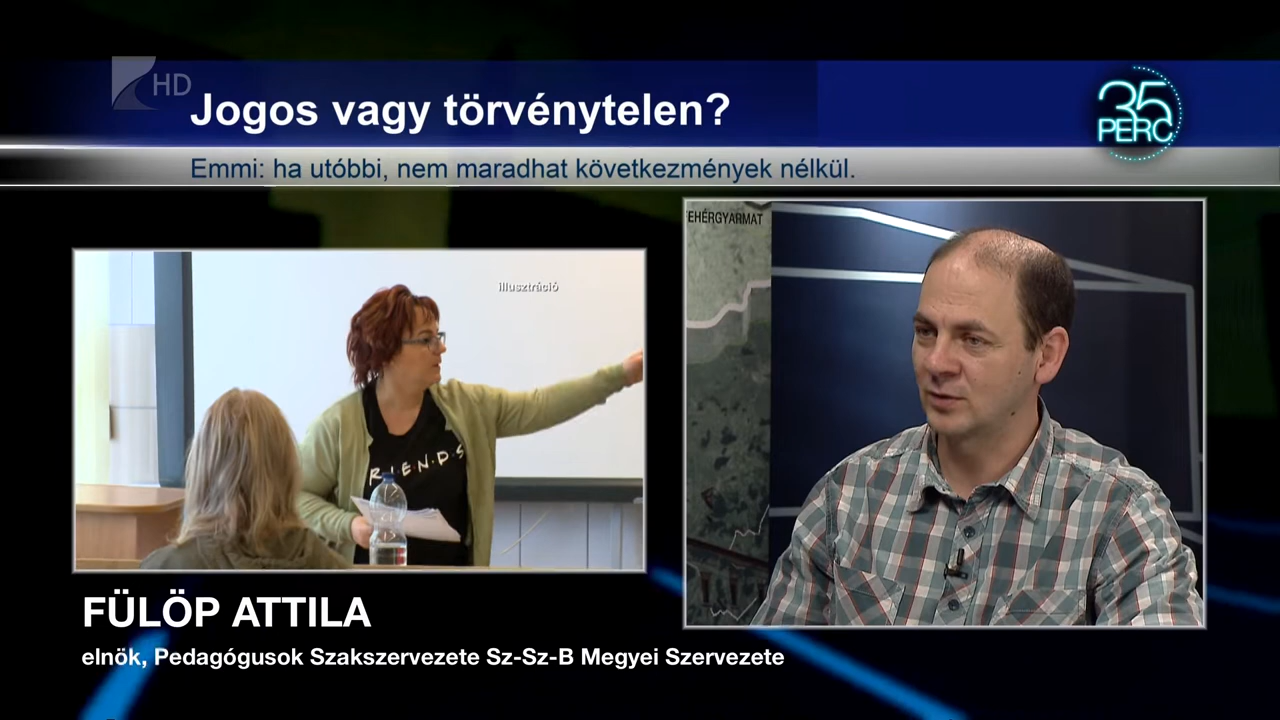 HD
Jogos vagy törvénytelen?
35
PERC
Emmi: ha utóbbi, nem maradhat következmények nélkül.
EHÉRGYARMAT
illusztráció
F·R·I·E·N·D·S
FÜLÖP ATTILA
elnök, Pedagógusok Szakszervezete Sz-Sz-B Megyei Szervezete